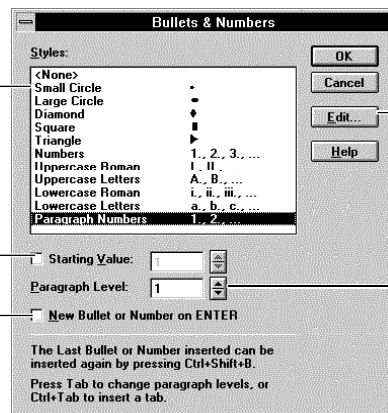 Bullets & Numbers
Styles:
<None>
Small Circle
Large Circle
Diamond
Square
Triangle
Numbers 1., 2., 3., ...
Uppercase Roman I., II., ...
Uppercase Letters A., B., ...
Lowercase Roman i., ii., iii., ...
Lowercase Letters a., b., c., ...
Paragraph Numbers 1., 2., ...
OK
Cancel
Edit...
Help
Starting Value: 1
Paragraph Level: 1
New Bullet or Number on ENTER
The Last Bullet or Number inserted can be
inserted again by pressing Ctrl+Shift+B.
Press Tab to change paragraph levels, or
Ctrl+Tab to insert a tab.